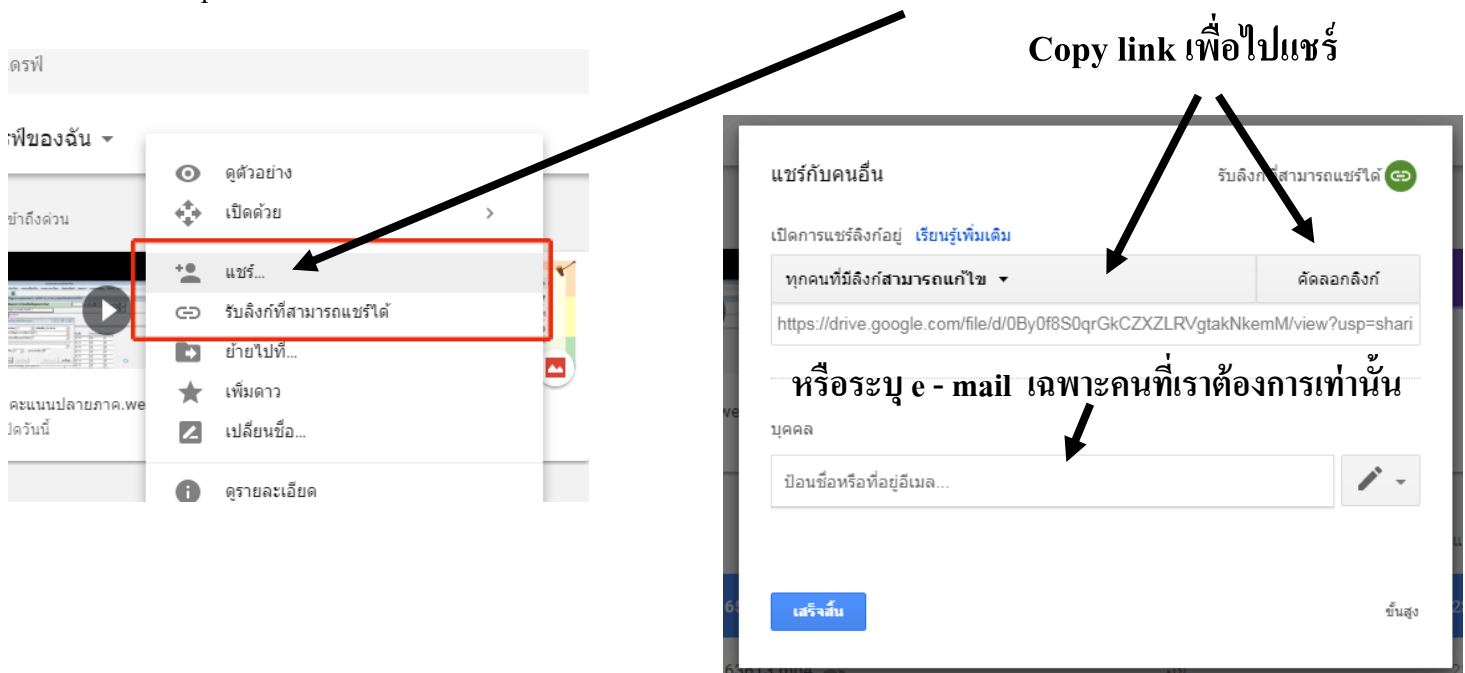 Copy link เพื่อไปแชร์
ดรฟ์
ของฉัน
ดูตัวอย่าง
เปิดด้วย
ข้าถึงด่วน
แชร์...
รับลิงก์ที่สามารถแชร์ได้
ย้ายไปที่...
เพิ่มดาว
คะแนนปลายภาค.we
ปิดวันนี้
เปลี่ยนชื่อ...
ดูรายละเอียด
แชร์กับคนอื่น
รับลิงก์ที่สามารถแชร์ได้
เปิดการแชร์ลิงก์อยู่ เรียนรู้เพิ่มเติม
ทุกคนที่มีลิงก์สามารถแก้ไข
คัดลอกลิงก์
https://drive.google.com/file/d/0By0f8S0qrGkCZXZLRVgtakNkemM/view?usp=shari
หรือระบุ e - mail เฉพาะคนที่เราต้องการเท่านั้น
บุคคล
ป้อนชื่อหรือที่อยู่อีเมล...
เสร็จสิ้น
ขั้นสูง